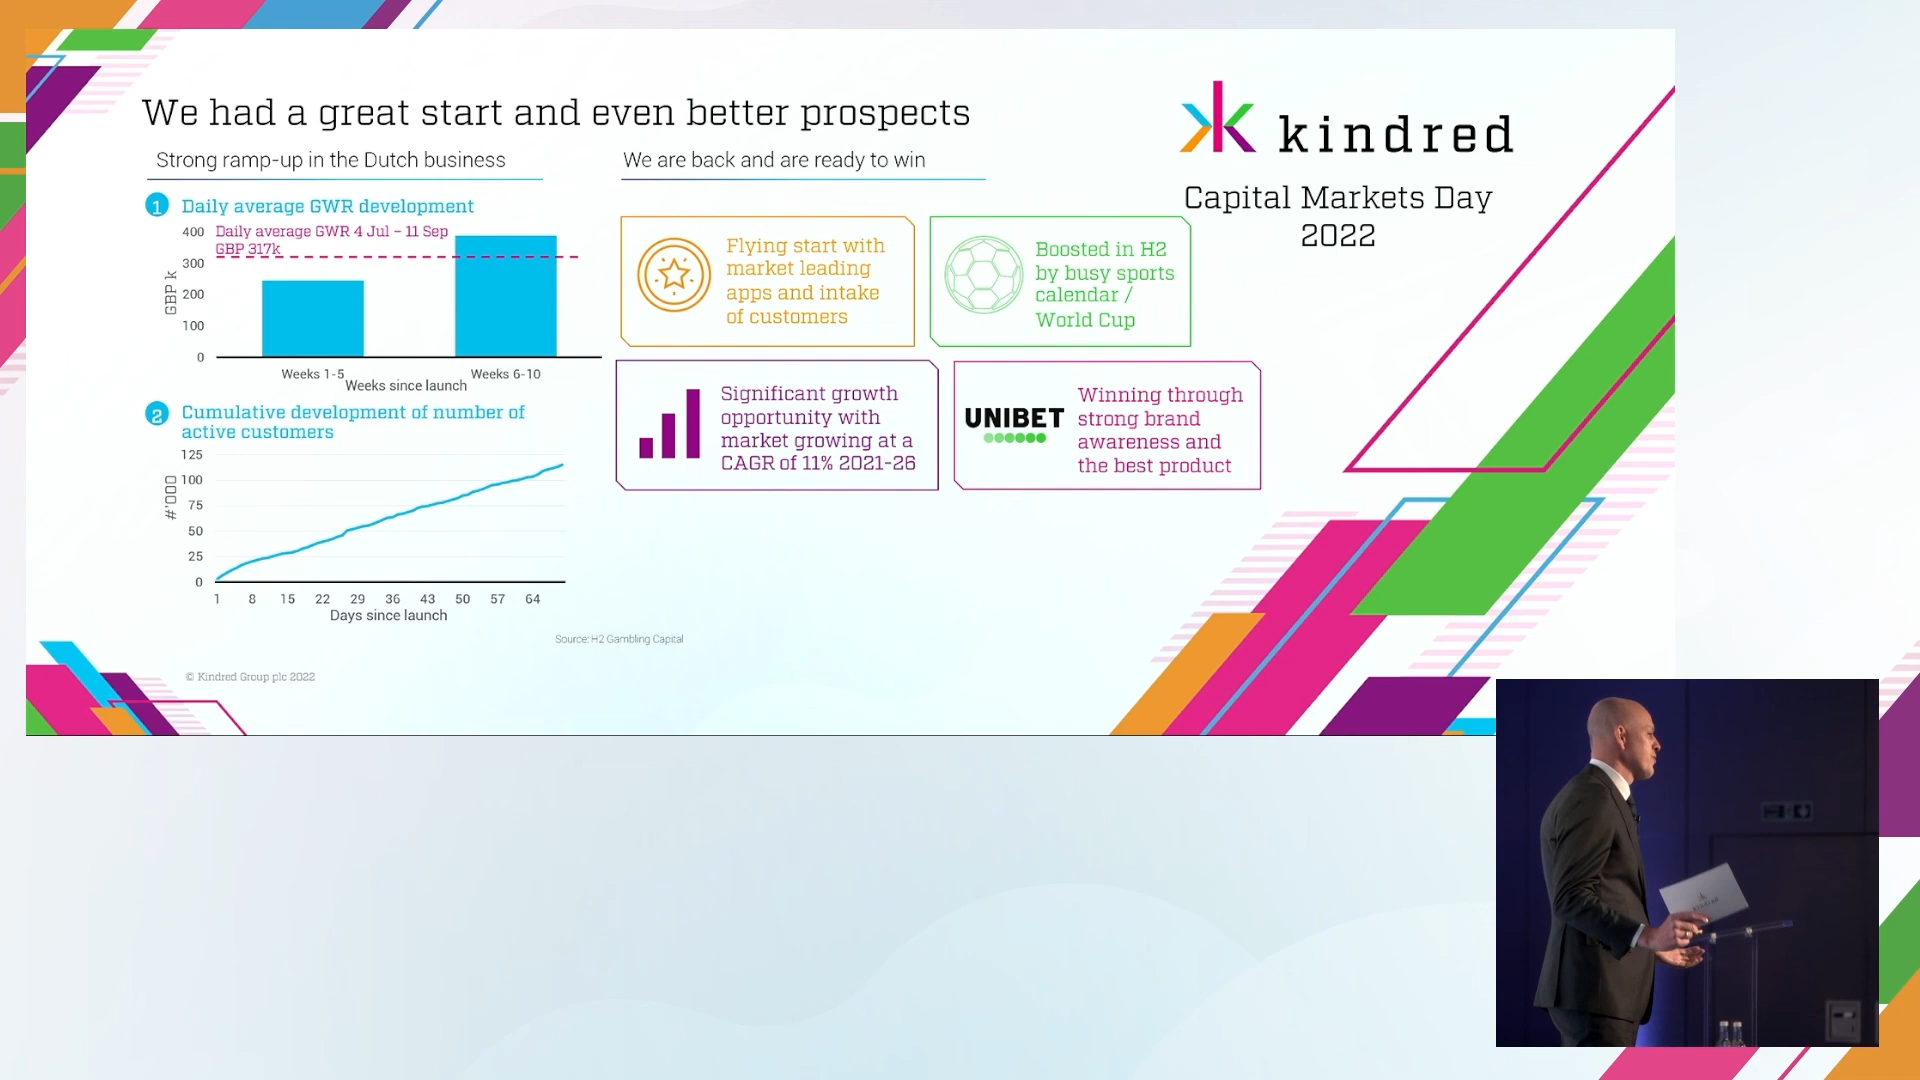 We had a great start and even better prospects
kindred
Capital Markets Day
2022
Strong ramp-up in the Dutch business
1 Daily average GWR development
Daily average GWR 4 Jul – 11 Sep
GBP 317k
GBP k
400
300
200
100
0
Weeks 1-5
Weeks 6-10
Weeks since launch
2 Cumulative development of number of
active customers
#'000
125
100
75
50
25
0
1 8 15 22 29 36 43 50 57 64
Days since launch
We are back and are ready to win
Flying start with
market leading
apps and intake
of customers
Boosted in H2
by busy sports
calendar /
World Cup
Significant growth
opportunity with
market growing at a
CAGR of 11% 2021-26
UNIBET
Winning through
strong brand
awareness and
the best product
Source: H2 Gambling Capital
© Kindred Group plc 2022